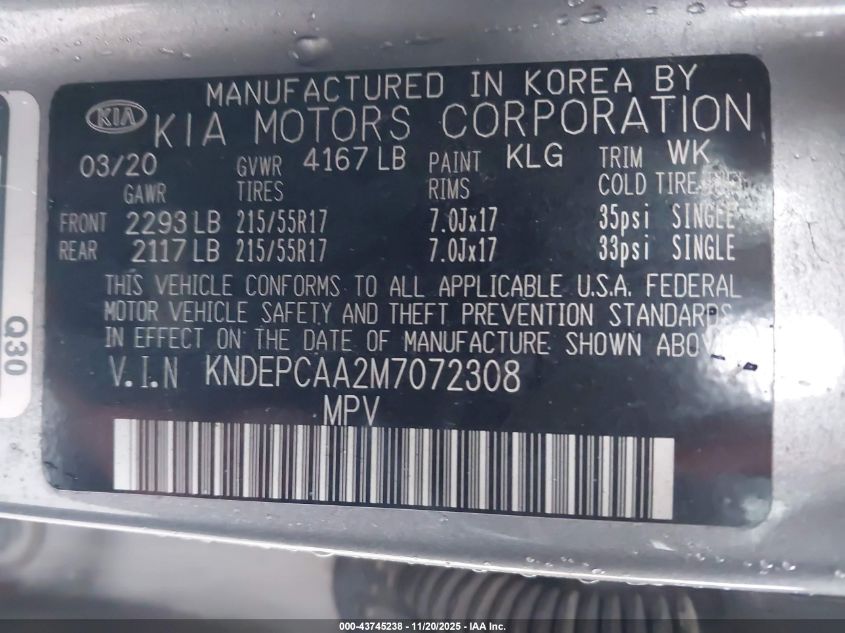 MANUFACTURED IN KOREA BY
KIA KIA MOTORS CORPORATION
03/20 GVWR 4167 LB PAINT KLG TRIM WK
GAWR TIRES RIMS COLD TIRE
FRONT 2293 LB 215/55R17 7.0Jx17 35psi SINGLE
REAR 2117 LB 215/55R17 7.0Jx17 33psi SINGLE
THIS VEHICLE CONFORMS TO ALL APPLICABLE U.S.A. FEDERAL
MOTOR VEHICLE SAFETY AND THEFT PREVENTION STANDARDS
IN EFFECT ON THE DATE OF MANUFACTURE SHOWN ABOVE
V.I.N KNDEPCAA2M7072308
MPV
Q30
000-43745238 - 11/20/2025 - IAA Inc.